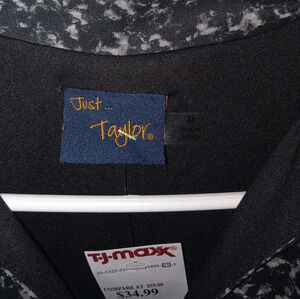 Just...
Taylor®
T·J·maxx
COMPARE AT $59.00
$34.99